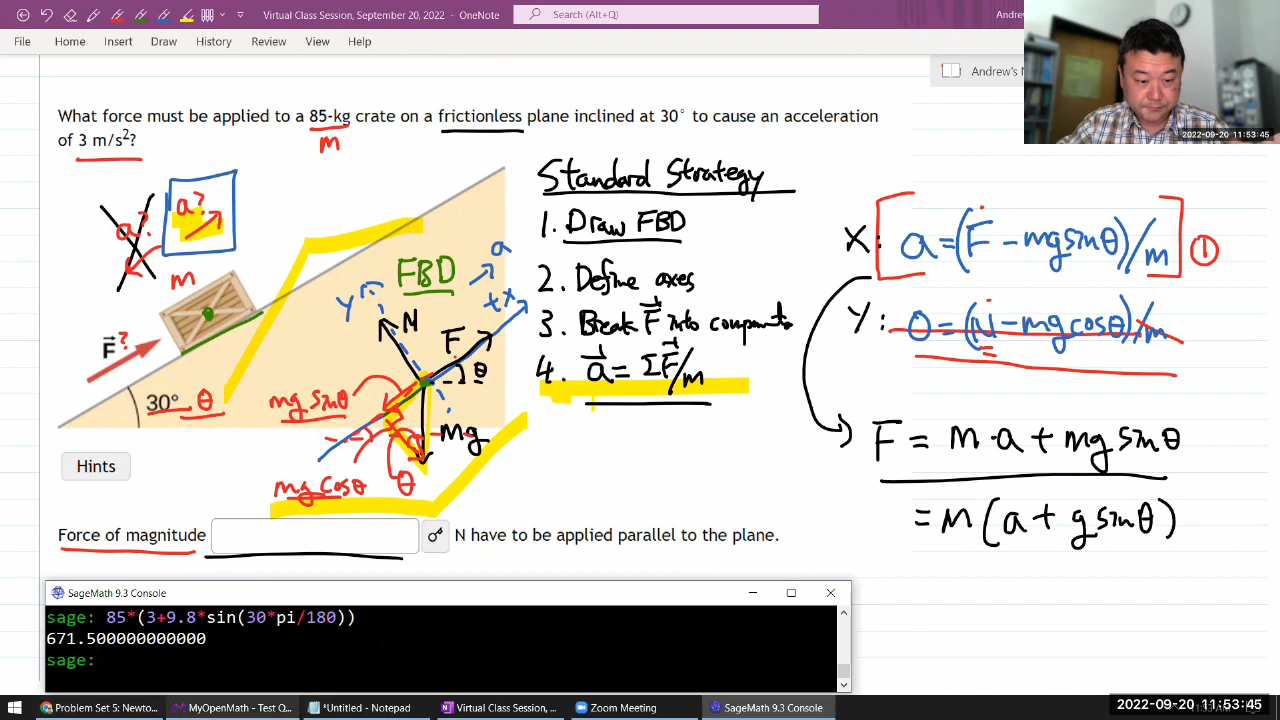 Virtual Class Session, September 20, 2022 - OneNote
Search (Alt+Q)
Andrew
File Home Insert Draw History Review View Help
Andrew's N
2022-09-20 11:53:45
What force must be applied to a 85-kg crate on a frictionless plane inclined at 30° to cause an acceleration
of 3 m/s²?
m
a?
a?
m
F⃗ ?
30° θ
FBD
a
y
+x
N
F
θ
mg sinθ
mg
mg cosθ
θ
Standard Strategy
1. Draw FBD
2. Define axes
3. Break F⃗ into components
4. a⃗ = ΣF⃗/m
X: a = (F - mg sinθ)/m ①
Y: 0 = (N - mg cosθ)/m
F = m·a + mg sinθ
= m(a + g sinθ)
Hints
Force of magnitude N have to be applied parallel to the plane.
SageMath 9.3 Console
sage: 85*(3+9.8*sin(30*pi/180))
671.500000000000
sage:
Problem Set 5: Newto... MyOpenMath - Test Q... *Untitled - Notepad Virtual Class Session,... Zoom Meeting SageMath 9.3 Console
2022-09-20 11:53:45